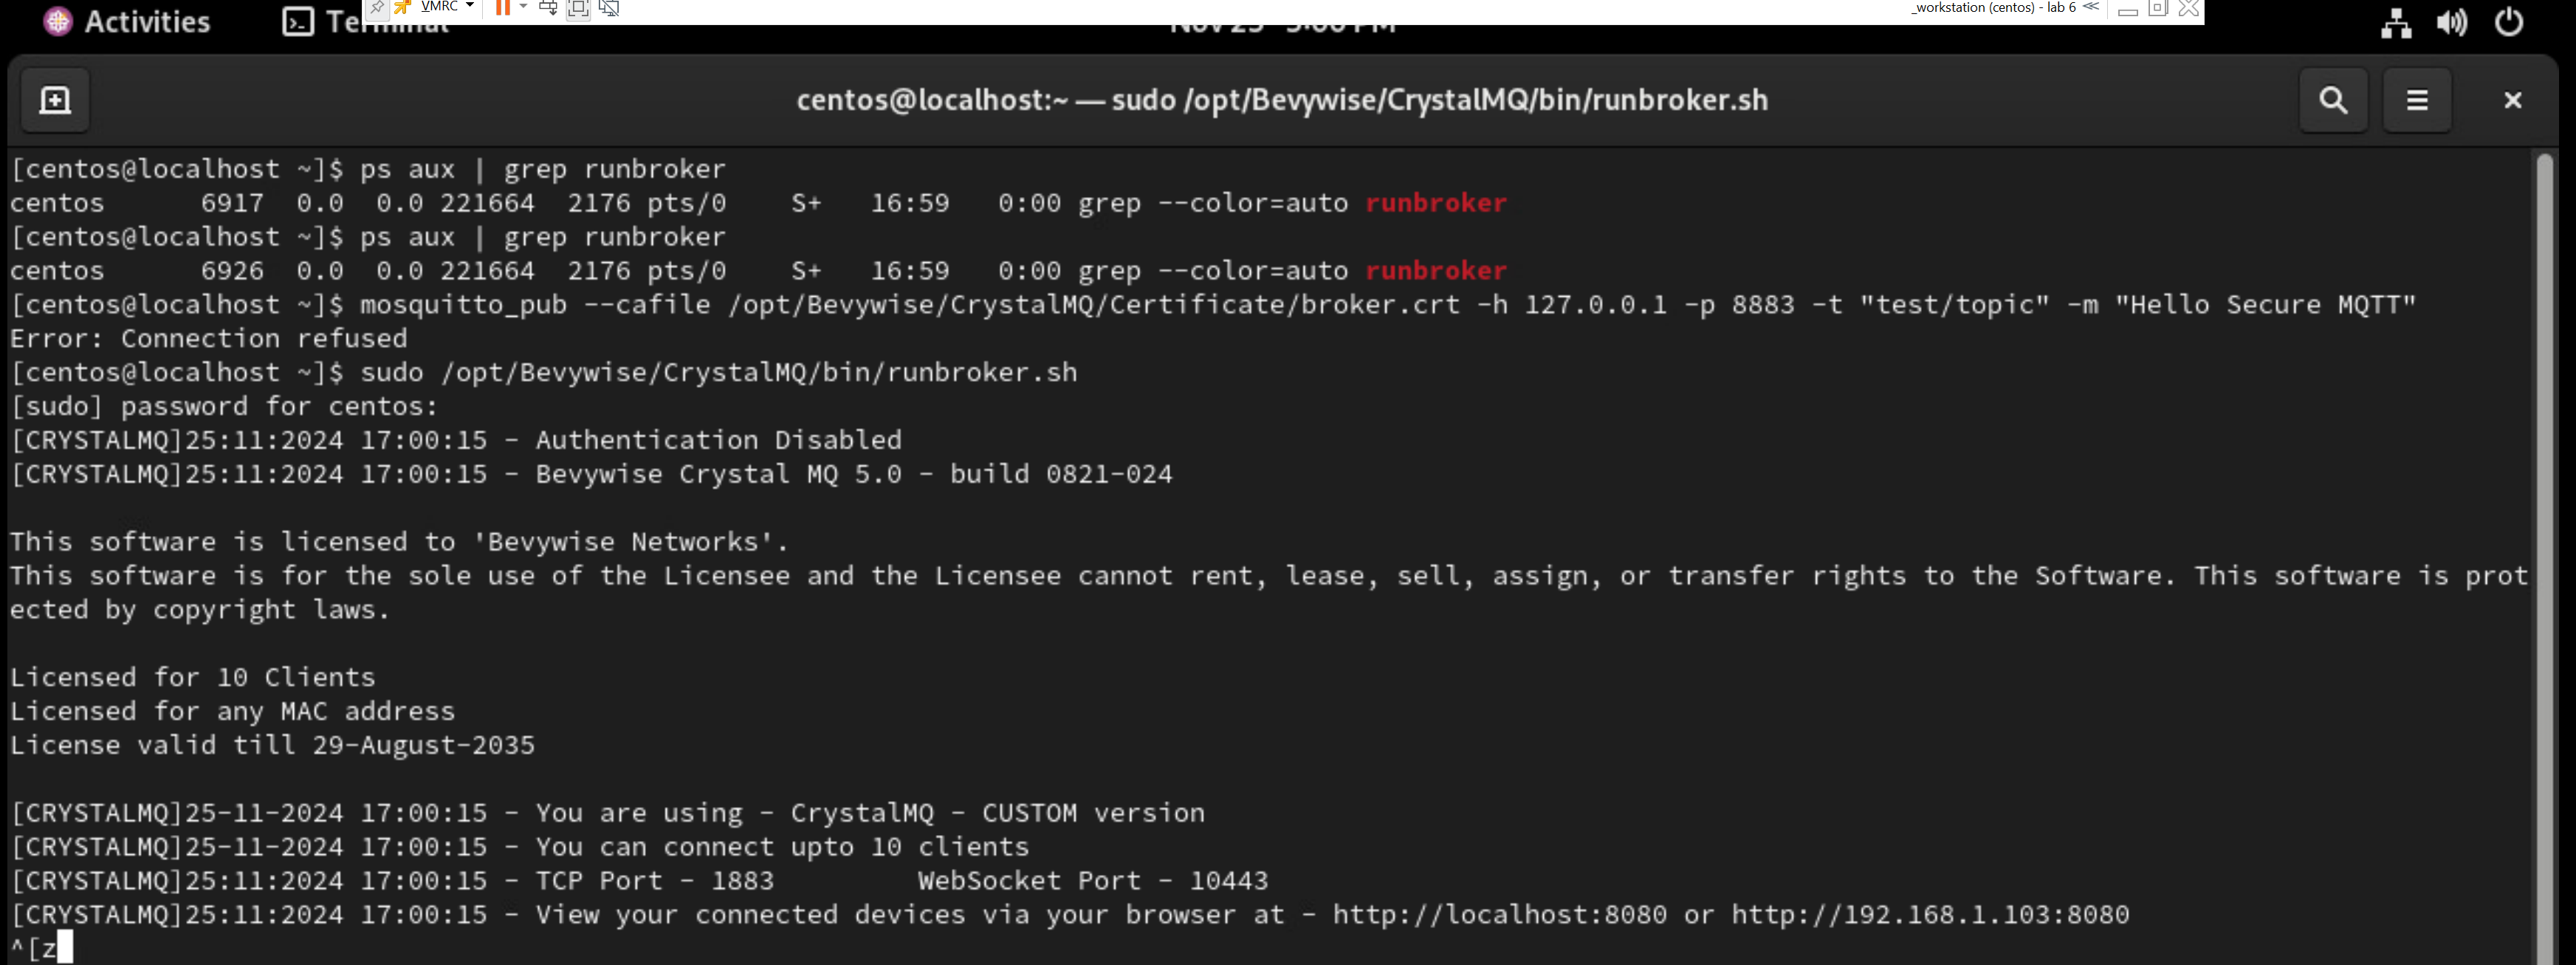 VMRC
_workstation (centos) - lab 6
Activities
Terminal
centos@localhost:~ — sudo /opt/Bevywise/CrystalMQ/bin/runbroker.sh
[centos@localhost ~]$ ps aux | grep runbroker
centos      6917  0.0  0.0 221664  2176 pts/0    S+   16:59   0:00 grep --color=auto runbroker
[centos@localhost ~]$ ps aux | grep runbroker
centos      6926  0.0  0.0 221664  2176 pts/0    S+   16:59   0:00 grep --color=auto runbroker
[centos@localhost ~]$ mosquitto_pub --cafile /opt/Bevywise/CrystalMQ/Certificate/broker.crt -h 127.0.0.1 -p 8883 -t "test/topic" -m "Hello Secure MQTT"
Error: Connection refused
[centos@localhost ~]$ sudo /opt/Bevywise/CrystalMQ/bin/runbroker.sh
[sudo] password for centos:
[CRYSTALMQ]25:11:2024 17:00:15 - Authentication Disabled
[CRYSTALMQ]25:11:2024 17:00:15 - Bevywise Crystal MQ 5.0 - build 0821-024
This software is licensed to 'Bevywise Networks'.
This software is for the sole use of the Licensee and the Licensee cannot rent, lease, sell, assign, or transfer rights to the Software. This software is prot
ected by copyright laws.
Licensed for 10 Clients
Licensed for any MAC address
License valid till 29-August-2035
[CRYSTALMQ]25-11-2024 17:00:15 - You are using - CrystalMQ - CUSTOM version
[CRYSTALMQ]25-11-2024 17:00:15 - You can connect upto 10 clients
[CRYSTALMQ]25:11:2024 17:00:15 - TCP Port - 1883         WebSocket Port - 10443
[CRYSTALMQ]25:11:2024 17:00:15 - View your connected devices via your browser at - http://localhost:8080 or http://192.168.1.103:8080
^[z